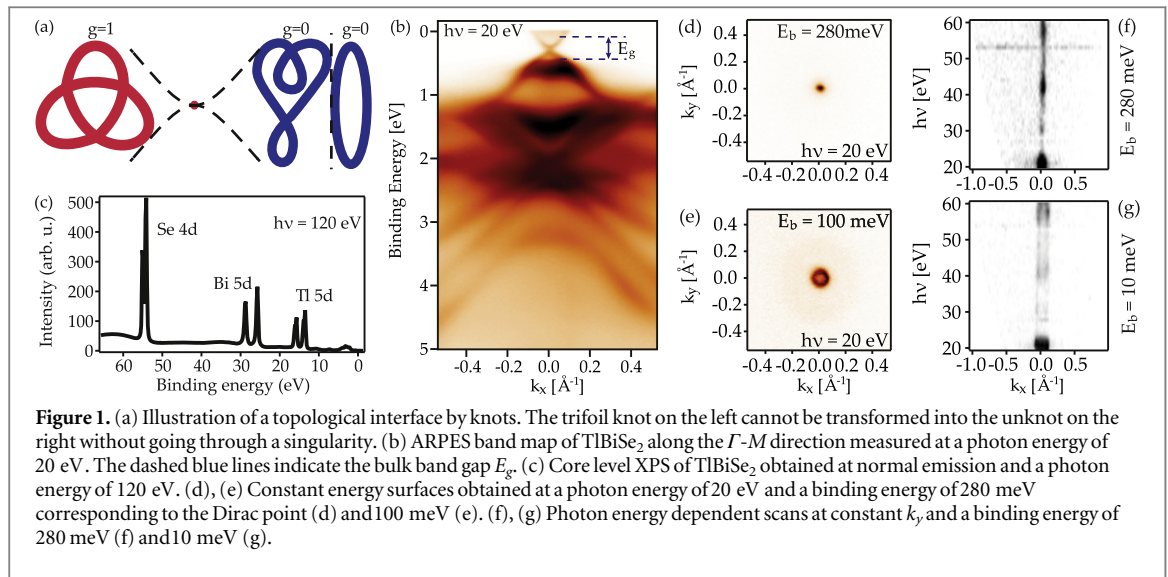 (a)
g=1
g=0
g=0
(b)
hν = 20 eV
E_g
Binding Energy [eV]
0
1
2
3
4
5
-0.4 -0.2 0.0 0.2 0.4
k_x [Å⁻¹]
(c)
hν = 120 eV
Se 4d
Bi 5d
Tl 5d
Intensity (arb. u.)
500
400
300
200
100
0
60 50 40 30 20 10 0
Binding energy (eV)
(d)
E_b = 280meV
hν = 20 eV
k_y [Å⁻¹]
0.4
0.2
0.0
-0.2
-0.4
-0.4 -0.2 0.0 0.2 0.4
(e)
E_b = 100 meV
hν = 20 eV
k_y [Å⁻¹]
0.4
0.2
0.0
-0.2
-0.4
-0.4 -0.2 0.0 0.2 0.4
k_x [Å⁻¹]
(f)
hν [eV]
60
50
40
30
20
-1.0 -0.5 0.0 0.5
E_b = 280 meV
(g)
hν [eV]
60
50
40
30
20
-1.0 -0.5 0.0 0.5
k_x [Å⁻¹]
E_b = 10 meV
Figure 1. (a) Illustration of a topological interface by knots. The trifoil knot on the left cannot be transformed into the unknot on the
right without going through a singularity. (b) ARPES band map of TlBiSe₂ along the Γ-M direction measured at a photon energy of
20 eV. The dashed blue lines indicate the bulk band gap E_g. (c) Core level XPS of TlBiSe₂ obtained at normal emission and a photon
energy of 120 eV. (d), (e) Constant energy surfaces obtained at a photon energy of 20 eV and a binding energy of 280 meV
corresponding to the Dirac point (d) and 100 meV (e). (f), (g) Photon energy dependent scans at constant k_y and a binding energy of
280 meV (f) and 10 meV (g).